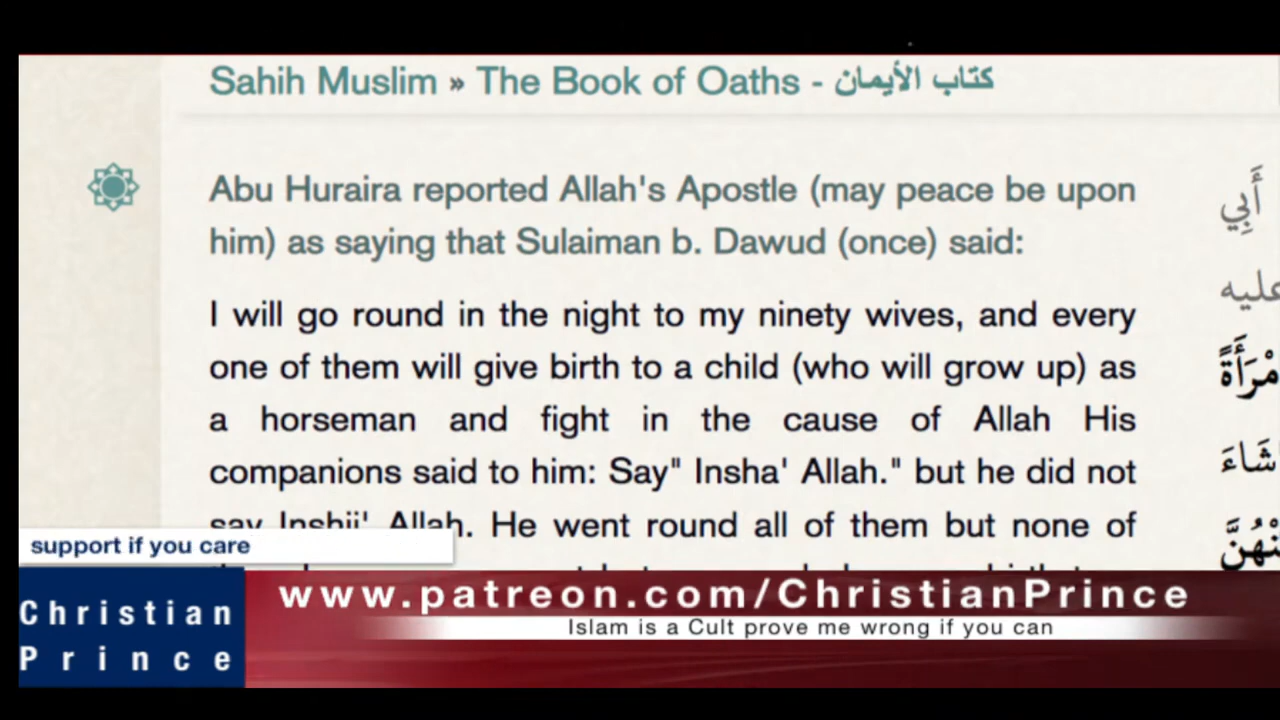 Sahih Muslim » The Book of Oaths - كتاب الأيمان
Abu Huraira reported Allah's Apostle (may peace be upon
him) as saying that Sulaiman b. Dawud (once) said:
I will go round in the night to my ninety wives, and every
one of them will give birth to a child (who will grow up) as
a horseman and fight in the cause of Allah His
companions said to him: Say" Insha' Allah." but he did not
say Inshii' Allah. He went round all of them but none of
أَبِي
عليه
شَاءَ
support if you care
Christian
Prince
www.patreon.com/ChristianPrince
Islam is a Cult prove me wrong if you can